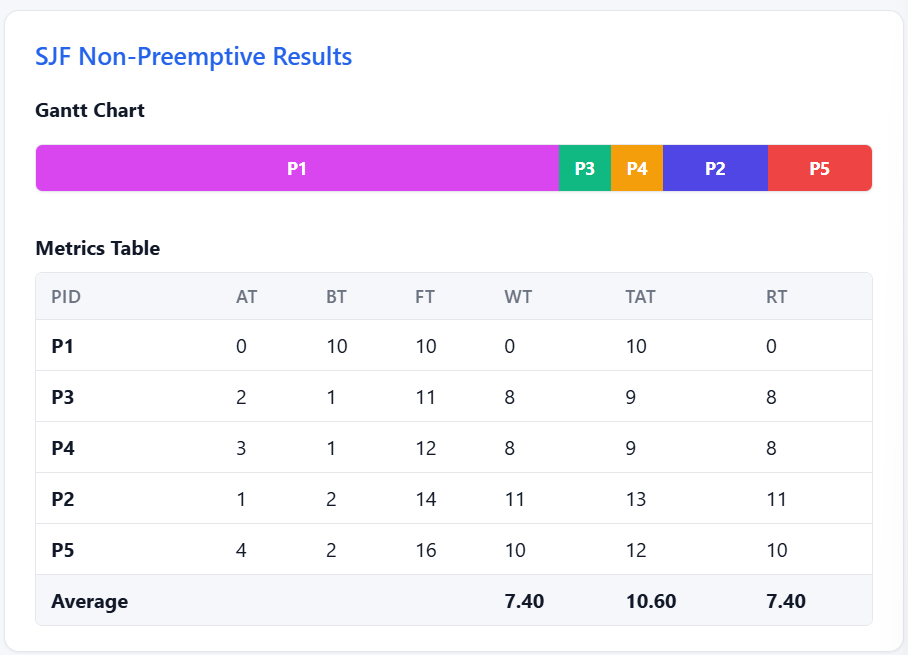 SJF Non-Preemptive Results
Gantt Chart
P1 P3 P4 P2 P5
Metrics Table
PID AT BT FT WT TAT RT
P1 0 10 10 0 10 0
P3 2 1 11 8 9 8
P4 3 1 12 8 9 8
P2 1 2 14 11 13 11
P5 4 2 16 10 12 10
Average 7.40 10.60 7.40